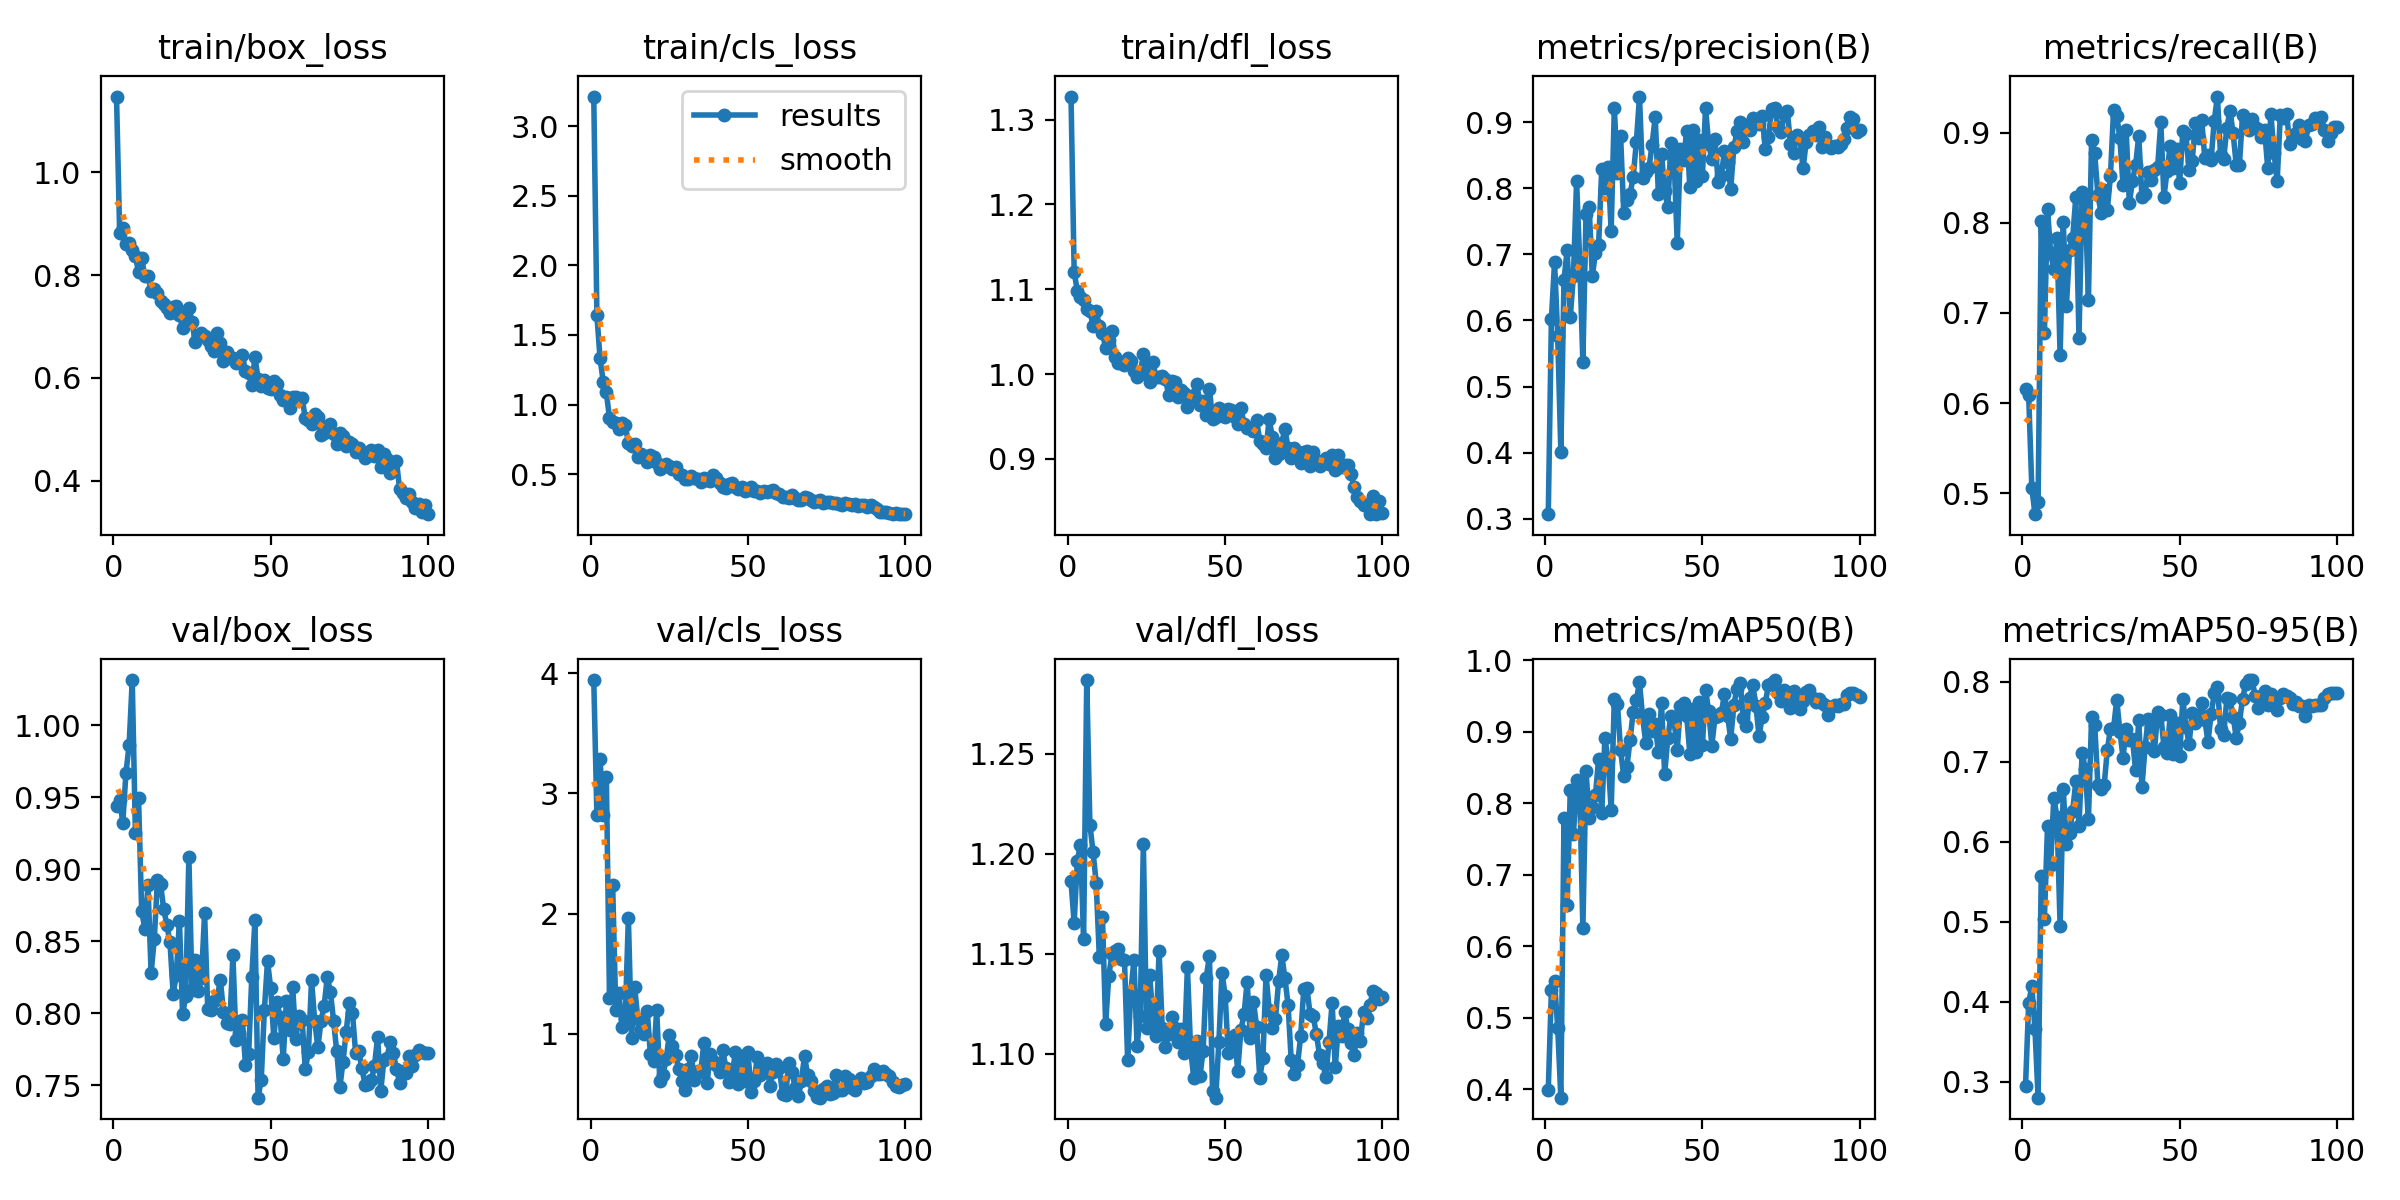 train/box_loss
1.0
0.8
0.6
0.4
0 50 100
train/cls_loss
results
smooth
3.0
2.5
2.0
1.5
1.0
0.5
0 50 100
train/dfl_loss
1.3
1.2
1.1
1.0
0.9
0 50 100
metrics/precision(B)
0.9
0.8
0.7
0.6
0.5
0.4
0.3
0 50 100
metrics/recall(B)
0.9
0.8
0.7
0.6
0.5
0 50 100
val/box_loss
1.00
0.95
0.90
0.85
0.80
0.75
0 50 100
val/cls_loss
4
3
2
1
0 50 100
val/dfl_loss
1.25
1.20
1.15
1.10
0 50 100
metrics/mAP50(B)
1.0
0.9
0.8
0.7
0.6
0.5
0.4
0 50 100
metrics/mAP50-95(B)
0.8
0.7
0.6
0.5
0.4
0.3
0 50 100